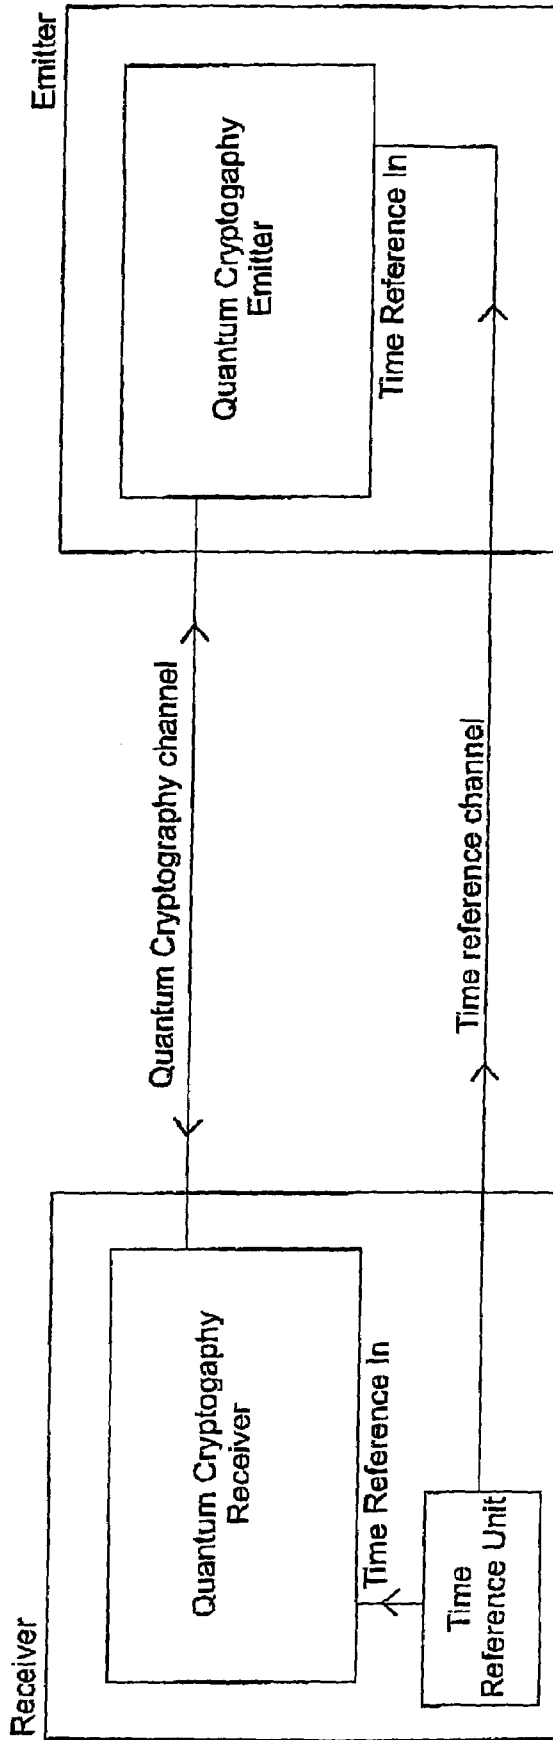 Receiver
Quantum Cryptogaphy
Receiver
Time Reference In
Time
Reference Unit
Quantum Cryptography channel
Time reference channel
Emitter
Quantum Cryptogaphy
Emitter
Time Reference In